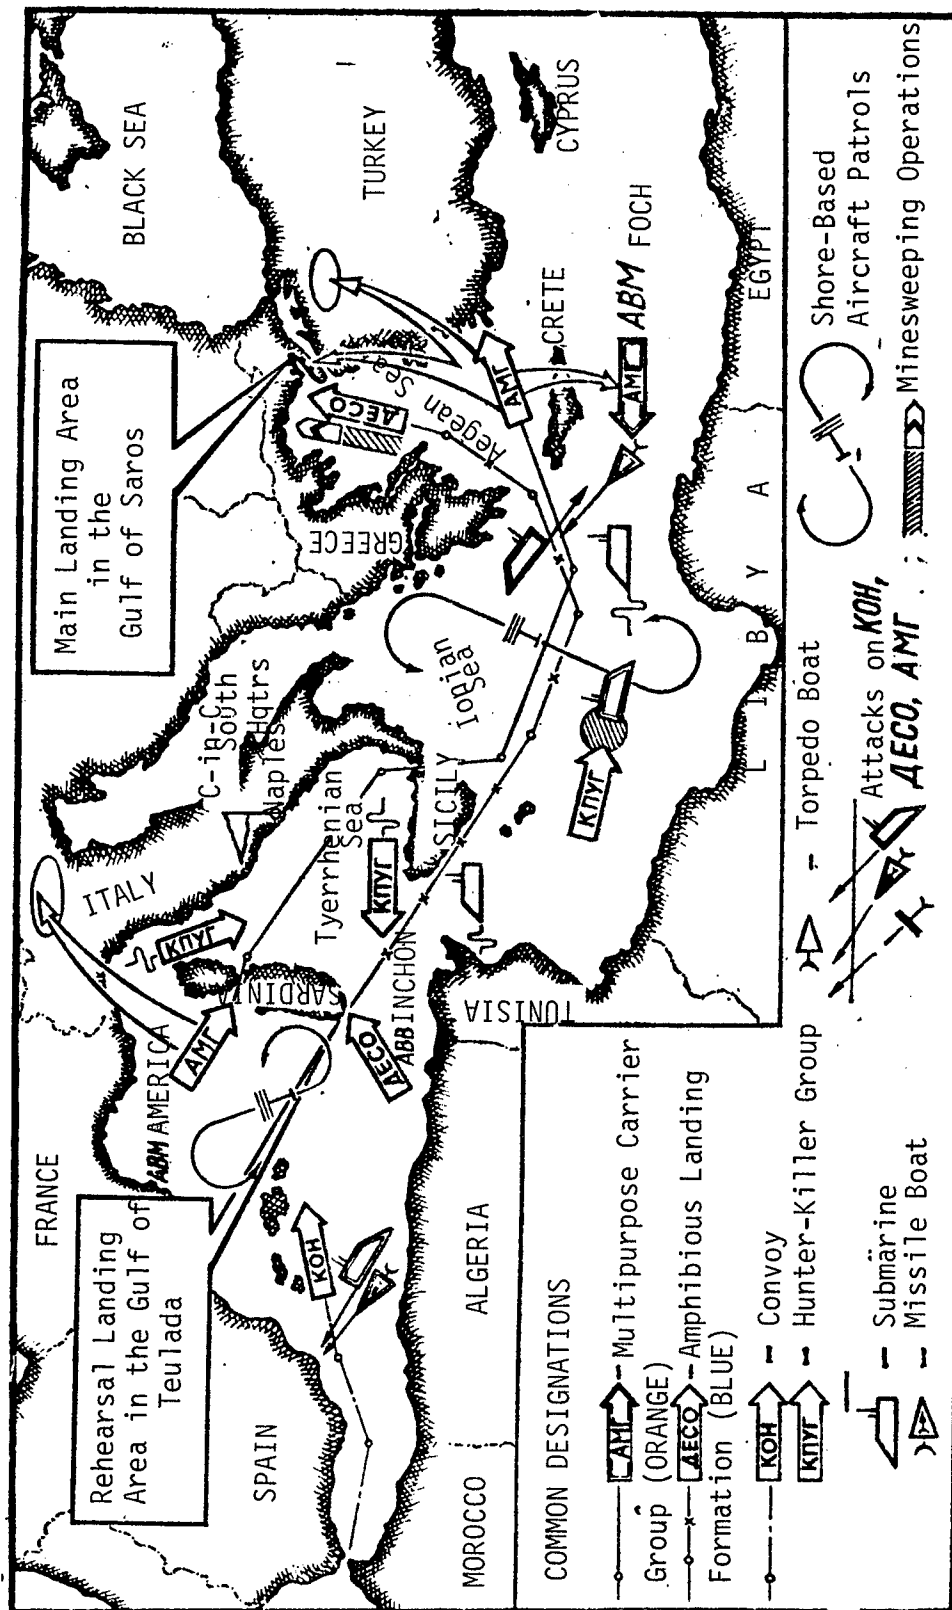 Main Landing Area
in the
Gulf of Saros
BLACK SEA
TURKEY
CYPRUS
Aegean
Sea
ДЕСО
АМГ
CRETE
АМГ
АВМ FOCH
EGYPT
L I B Y A
GREECE
Ionian
Sea
КПУГ
C-in-C
South
Hqtrs
Naples
ITALY
Tyerrhenian
Sea
SICILY
КПУГ
КПУГ
SARDINIA
АМГ
АВМ AMERICA
ДЕСО
АВВ INCHON
TUNISIA
FRANCE
Rehearsal Landing
Area in the Gulf of
Teulada
SPAIN
КОН
ALGERIA
MOROCCO
COMMON DESIGNATIONS
АМГ – Multipurpose Carrier
Group (ORANGE)
ДЕСО – Amphibious Landing
Formation (BLUE)
КОН – Convoy
КПУГ – Hunter-Killer Group
– Submarine
– Missile Boat
– Torpedo Boat
Attacks on КОН,
ДЕСО, АМГ . ;
Shore-Based
Aircraft Patrols
Minesweeping Operations